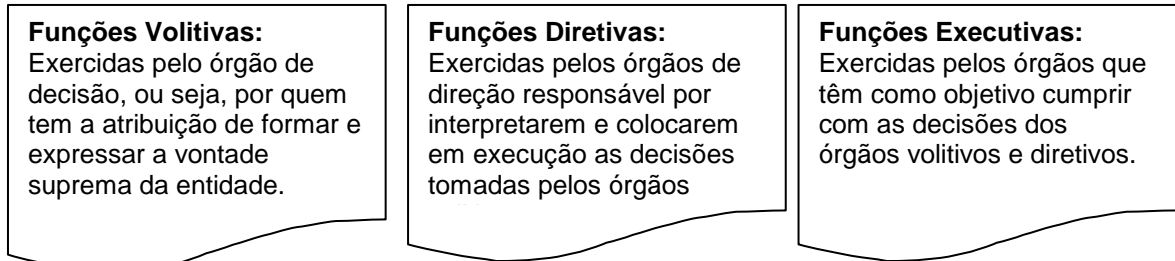 Funções Volitivas:
Exercidas pelo órgão de
decisão, ou seja, por quem
tem a atribuição de formar e
expressar a vontade
suprema da entidade.
Funções Diretivas:
Exercidas pelos órgãos de
direção responsável por
interpretarem e colocarem
em execução as decisões
tomadas pelos órgãos
Funções Executivas:
Exercidas pelos órgãos que
têm como objetivo cumprir
com as decisões dos
órgãos volitivos e diretivos.